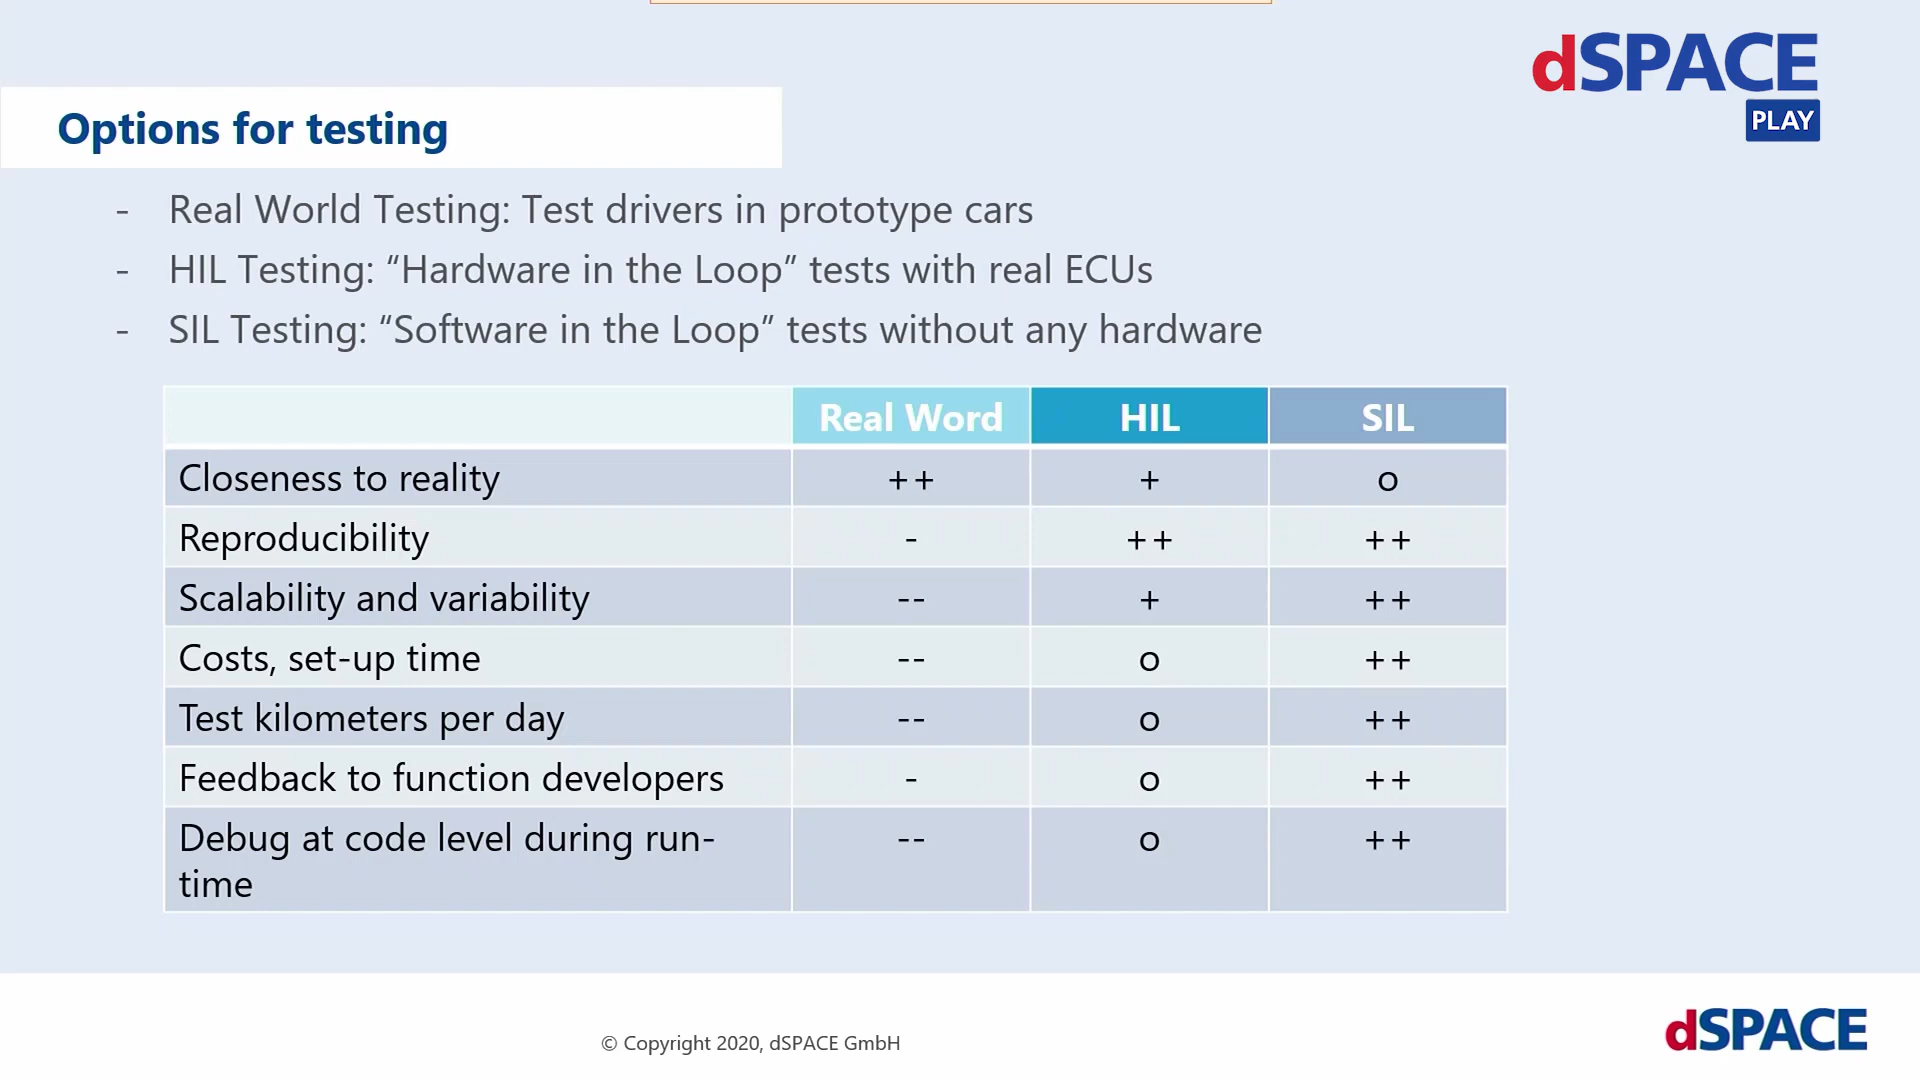 dSPACE
PLAY
Options for testing
- Real World Testing: Test drivers in prototype cars
- HIL Testing: “Hardware in the Loop” tests with real ECUs
- SIL Testing: “Software in the Loop” tests without any hardware
Real Word HIL SIL
Closeness to reality ++ + o
Reproducibility - ++ ++
Scalability and variability -- + ++
Costs, set-up time -- o ++
Test kilometers per day -- o ++
Feedback to function developers - o ++
Debug at code level during run- -- o ++
time
© Copyright 2020, dSPACE GmbH
dSPACE